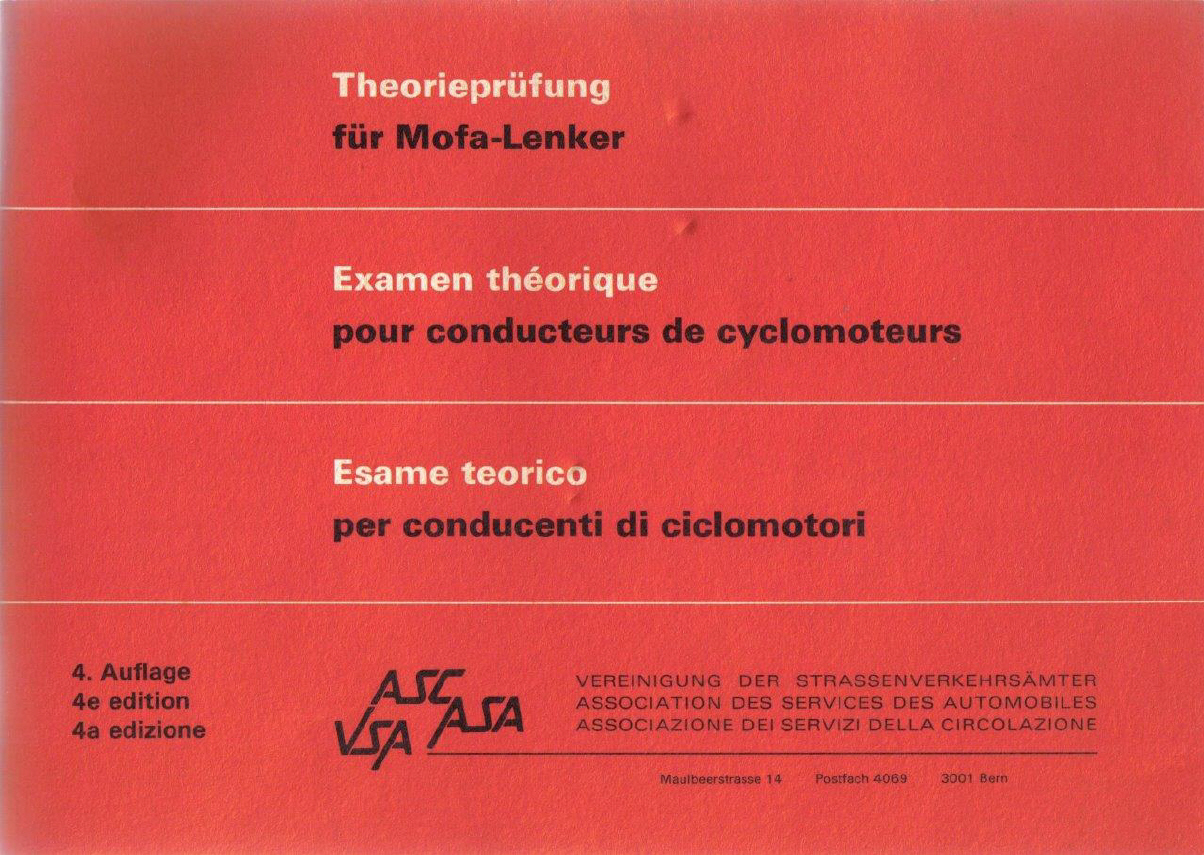 Theorieprüfung
für Mofa-Lenker
Examen théorique
pour conducteurs de cyclomoteurs
Esame teorico
per conducenti di ciclomotori
4. Auflage
4e edition
4a edizione
ASC
VSA ASA
VEREINIGUNG DER STRASSENVERKEHRSÄMTER
ASSOCIATION DES SERVICES DES AUTOMOBILES
ASSOCIAZIONE DEI SERVIZI DELLA CIRCOLAZIONE
Maulbeerstrasse 14 Postfach 4069 3001 Bern